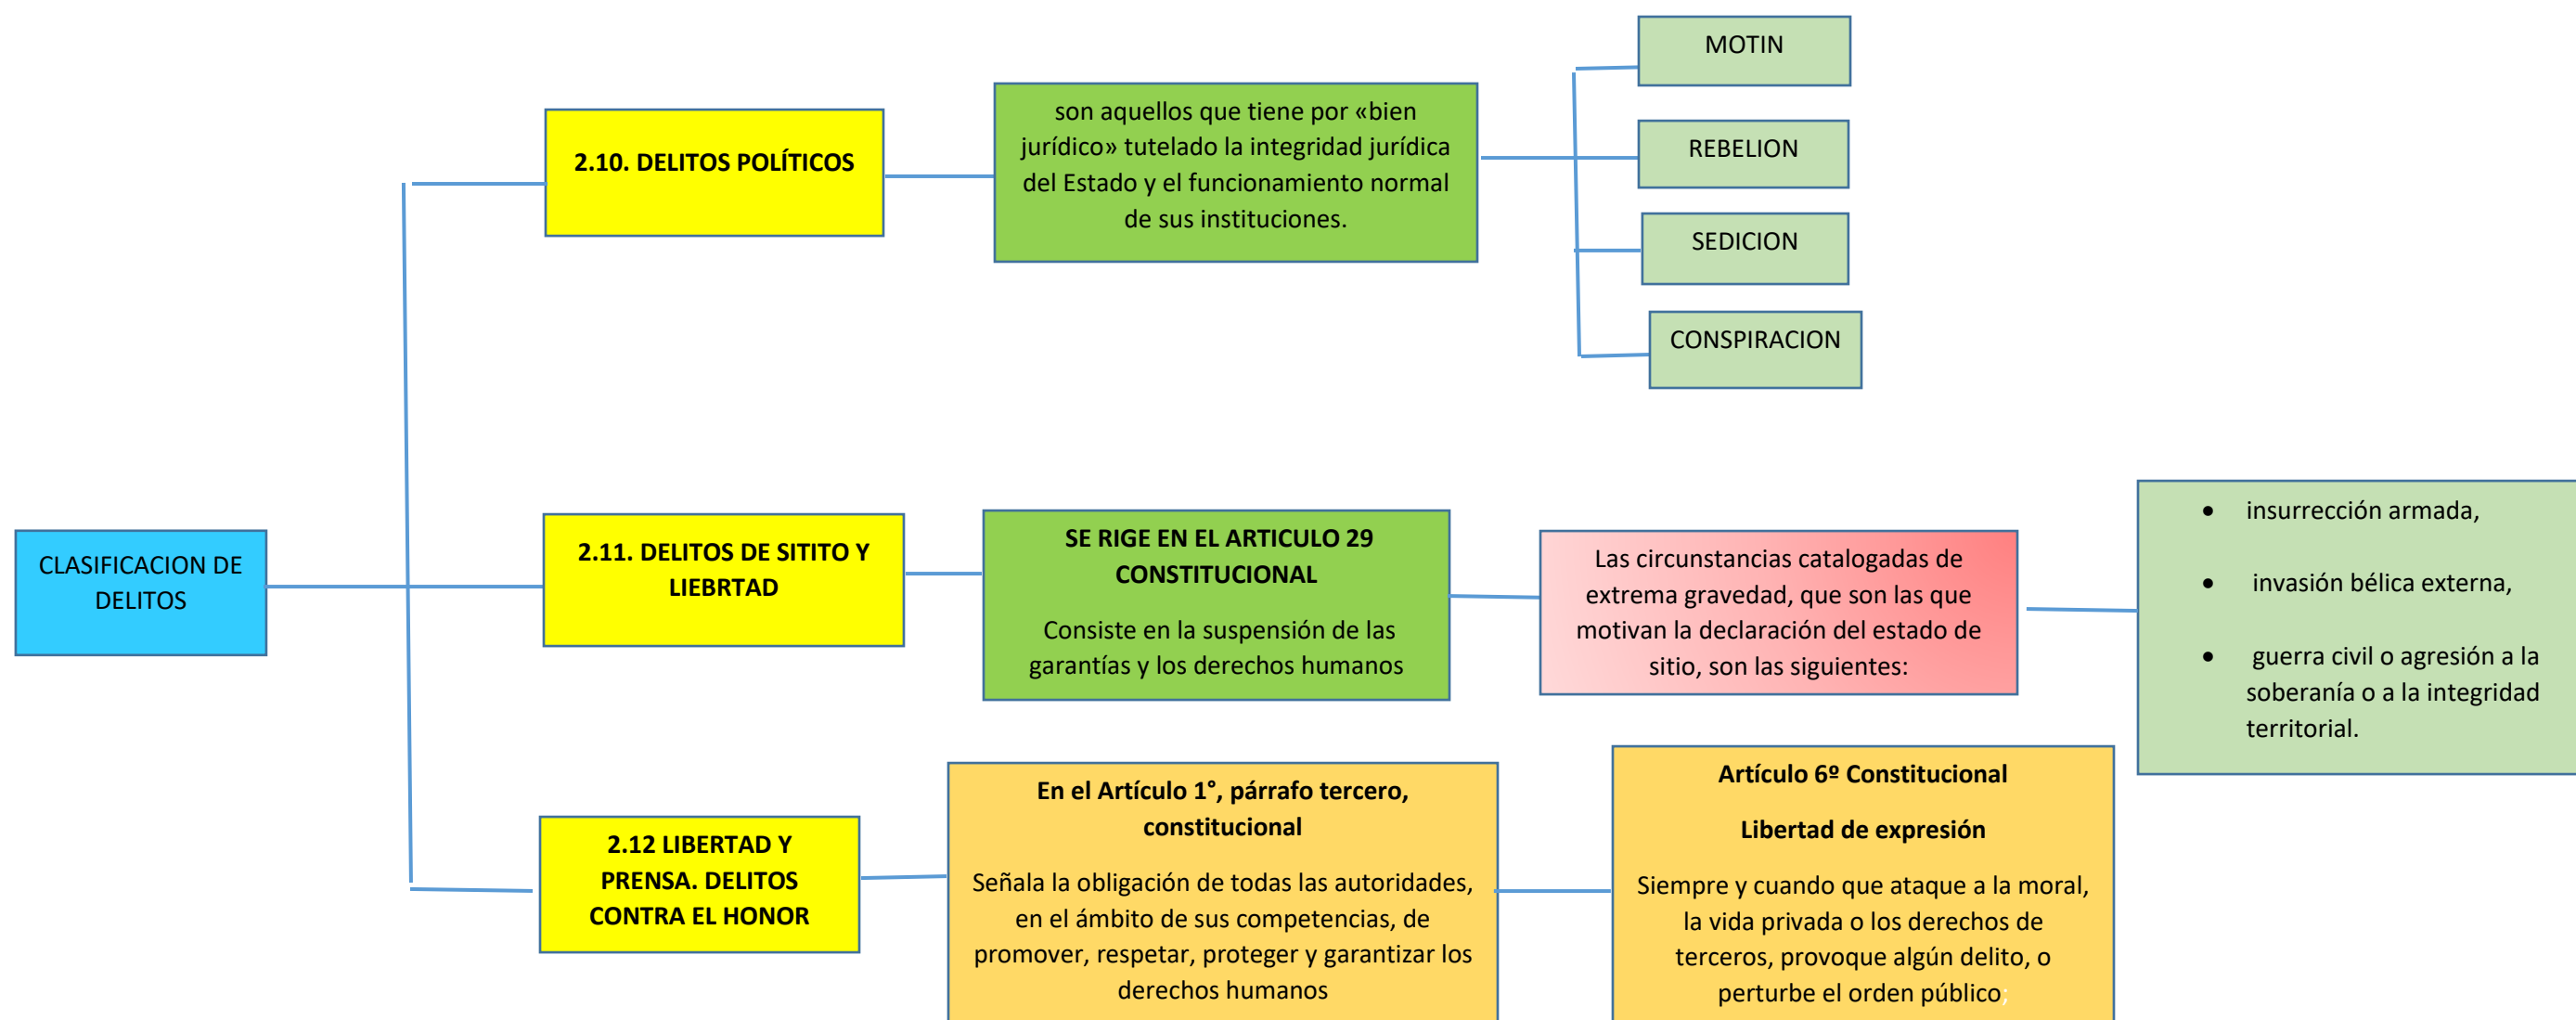 CLASIFICACION DE
DELITOS
2.10. DELITOS POLÍTICOS
son aquellos que tiene por «bien
jurídico» tutelado la integridad jurídica
del Estado y el funcionamiento normal
de sus instituciones.
MOTIN
REBELION
SEDICION
CONSPIRACION
2.11. DELITOS DE SITITO Y
LIEBRTAD
SE RIGE EN EL ARTICULO 29
CONSTITUCIONAL
Consiste en la suspensión de las
garantías y los derechos humanos
Las circunstancias catalogadas de
extrema gravedad, que son las que
motivan la declaración del estado de
sitio, son las siguientes:
• insurrección armada,
• invasión bélica externa,
• guerra civil o agresión a la
soberanía o a la integridad
territorial.
2.12 LIBERTAD Y
PRENSA. DELITOS
CONTRA EL HONOR
En el Artículo 1°, párrafo tercero,
constitucional
Señala la obligación de todas las autoridades,
en el ámbito de sus competencias, de
promover, respetar, proteger y garantizar los
derechos humanos
Artículo 6º Constitucional
Libertad de expresión
Siempre y cuando que ataque a la moral,
la vida privada o los derechos de
terceros, provoque algún delito, o
perturbe el orden público;